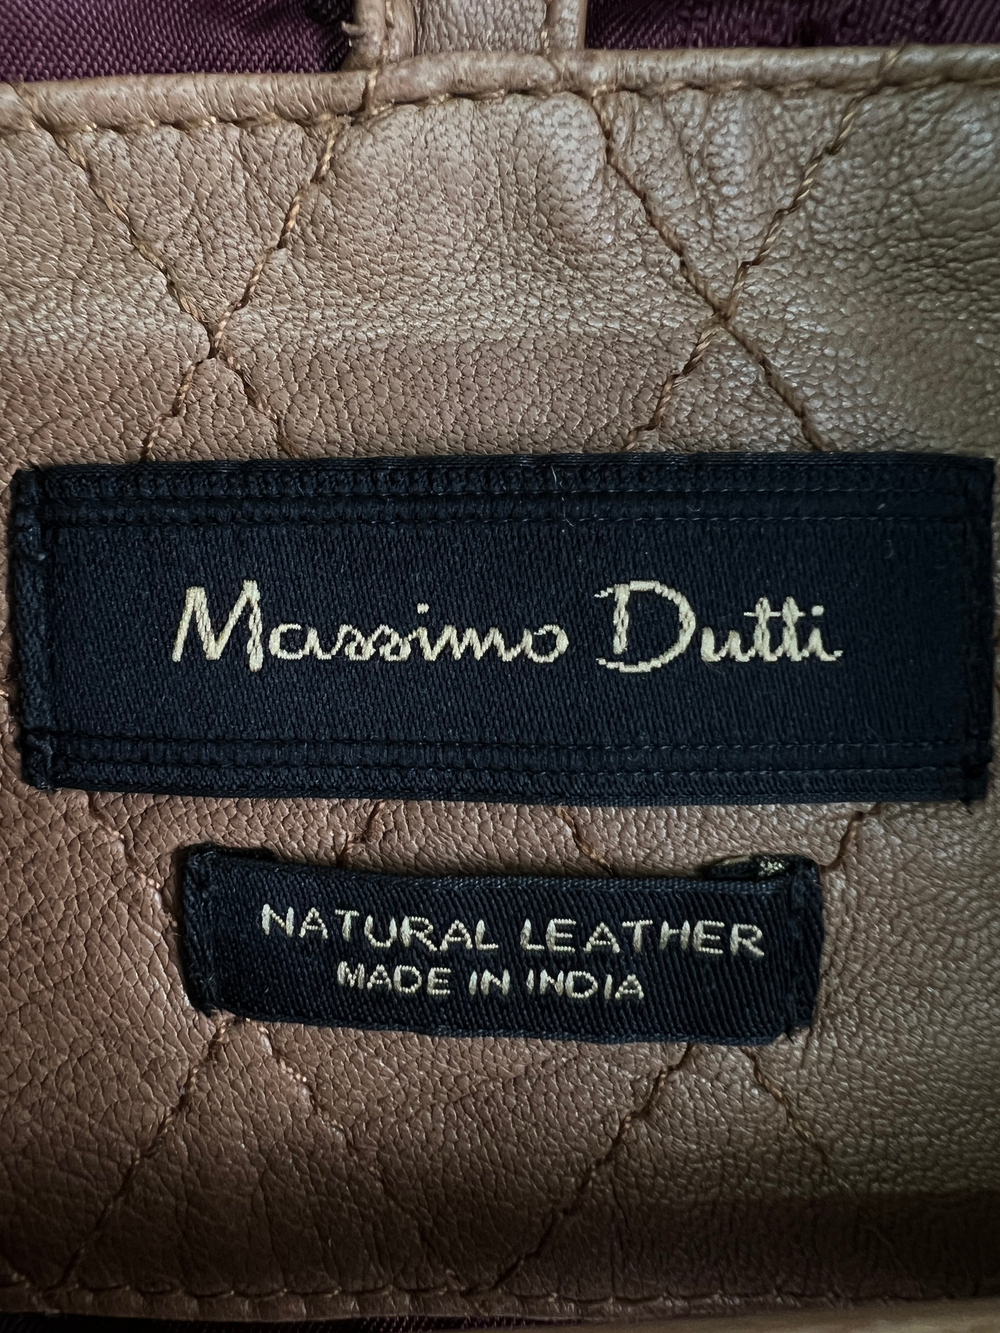 Massimo Dutti
NATURAL LEATHER
MADE IN INDIA